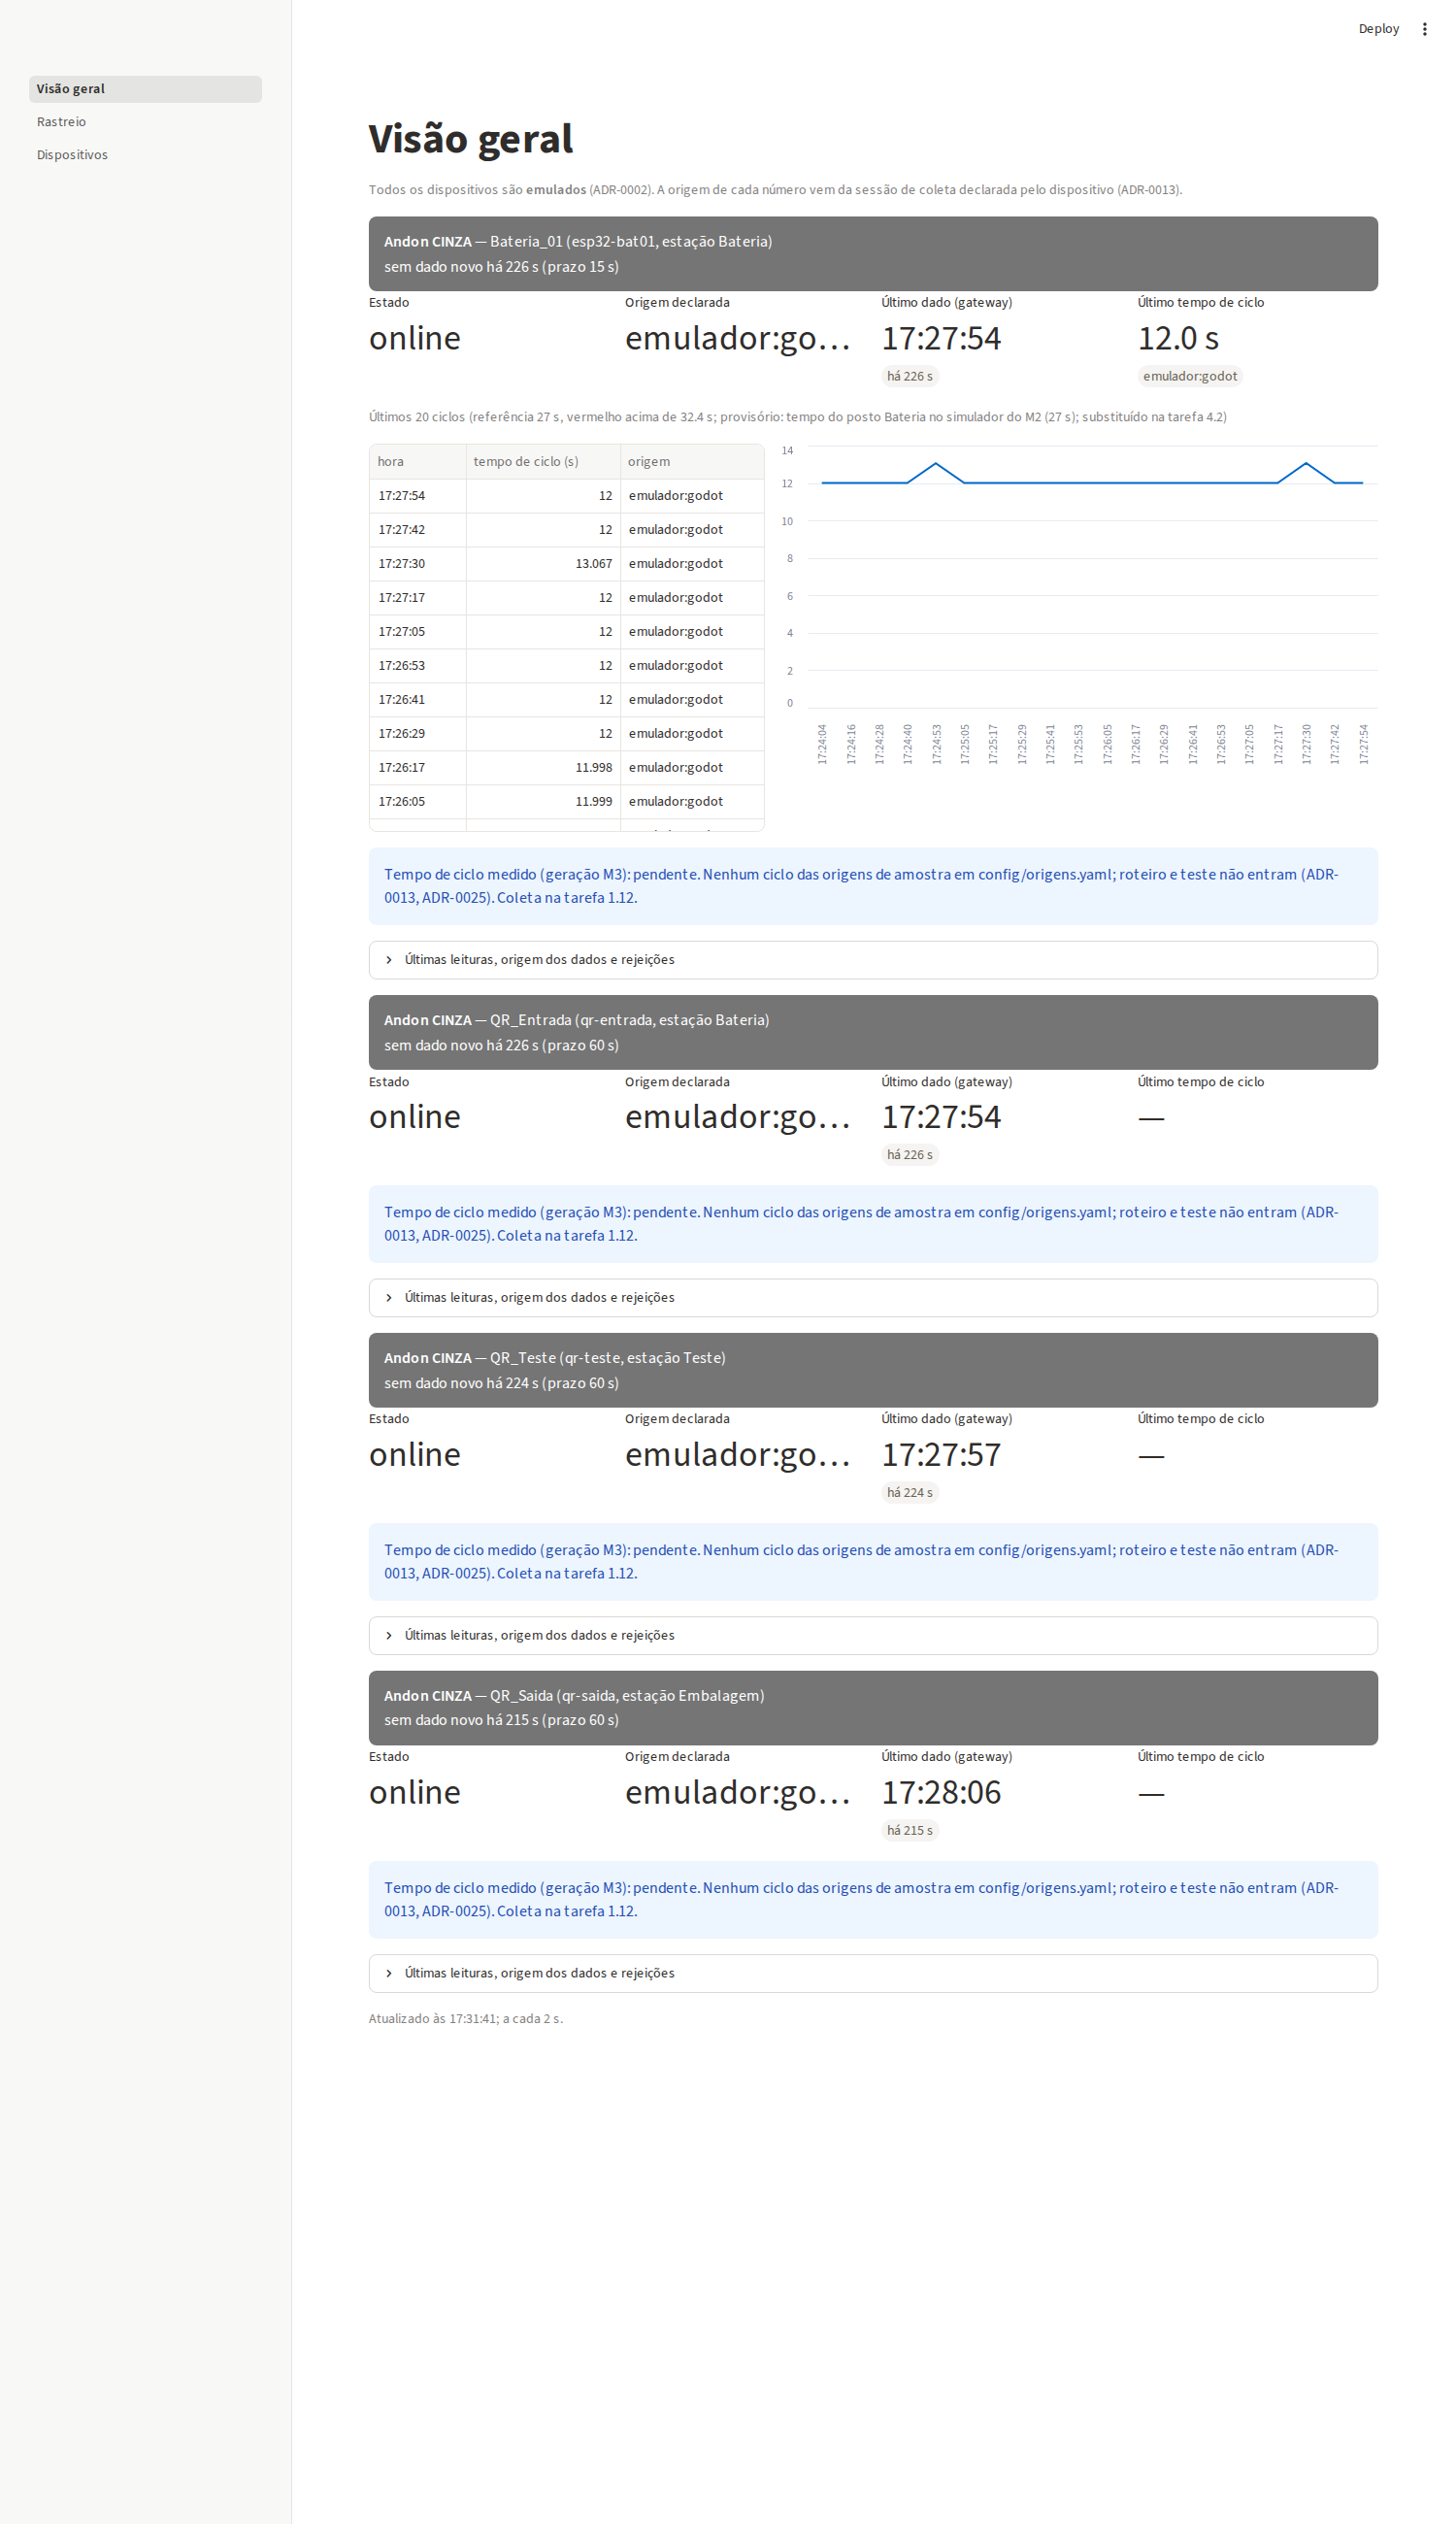 Deploy
Visão geral
Rastreio
Dispositivos
Visão geral
Todos os dispositivos são emulados (ADR-0002). A origem de cada número vem da sessão de coleta declarada pelo dispositivo (ADR-0013).
Andon CINZA — Bateria_01 (esp32-bat01, estação Bateria)
sem dado novo há 226 s (prazo 15 s)
Estado Origem declarada Último dado (gateway) Último tempo de ciclo
online emulador:go… 17:27:54 12.0 s
há 226 s emulador:godot
Últimos 20 ciclos (referência 27 s, vermelho acima de 32.4 s; provisório: tempo do posto Bateria no simulador do M2 (27 s); substituído na tarefa 4.2)
hora tempo de ciclo (s) origem
17:27:54 12 emulador:godot
17:27:42 12 emulador:godot
17:27:30 13.067 emulador:godot
17:27:17 12 emulador:godot
17:27:05 12 emulador:godot
17:26:53 12 emulador:godot
17:26:41 12 emulador:godot
17:26:29 12 emulador:godot
17:26:17 11.998 emulador:godot
17:26:05 11.999 emulador:godot
14
12
10
8
6
4
2
0
17:24:04 17:24:16 17:24:28 17:24:40 17:24:53 17:25:05 17:25:17 17:25:29 17:25:41 17:25:53 17:26:05 17:26:17 17:26:29 17:26:41 17:26:53 17:27:05 17:27:17 17:27:30 17:27:42 17:27:54
Tempo de ciclo medido (geração M3): pendente. Nenhum ciclo das origens de amostra em config/origens.yaml; roteiro e teste não entram (ADR-
0013, ADR-0025). Coleta na tarefa 1.12.
Últimas leituras, origem dos dados e rejeições
Andon CINZA — QR_Entrada (qr-entrada, estação Bateria)
sem dado novo há 226 s (prazo 60 s)
Estado Origem declarada Último dado (gateway) Último tempo de ciclo
online emulador:go… 17:27:54 —
há 226 s
Tempo de ciclo medido (geração M3): pendente. Nenhum ciclo das origens de amostra em config/origens.yaml; roteiro e teste não entram (ADR-
0013, ADR-0025). Coleta na tarefa 1.12.
Últimas leituras, origem dos dados e rejeições
Andon CINZA — QR_Teste (qr-teste, estação Teste)
sem dado novo há 224 s (prazo 60 s)
Estado Origem declarada Último dado (gateway) Último tempo de ciclo
online emulador:go… 17:27:57 —
há 224 s
Tempo de ciclo medido (geração M3): pendente. Nenhum ciclo das origens de amostra em config/origens.yaml; roteiro e teste não entram (ADR-
0013, ADR-0025). Coleta na tarefa 1.12.
Últimas leituras, origem dos dados e rejeições
Andon CINZA — QR_Saida (qr-saida, estação Embalagem)
sem dado novo há 215 s (prazo 60 s)
Estado Origem declarada Último dado (gateway) Último tempo de ciclo
online emulador:go… 17:28:06 —
há 215 s
Tempo de ciclo medido (geração M3): pendente. Nenhum ciclo das origens de amostra em config/origens.yaml; roteiro e teste não entram (ADR-
0013, ADR-0025). Coleta na tarefa 1.12.
Últimas leituras, origem dos dados e rejeições
Atualizado às 17:31:41; a cada 2 s.